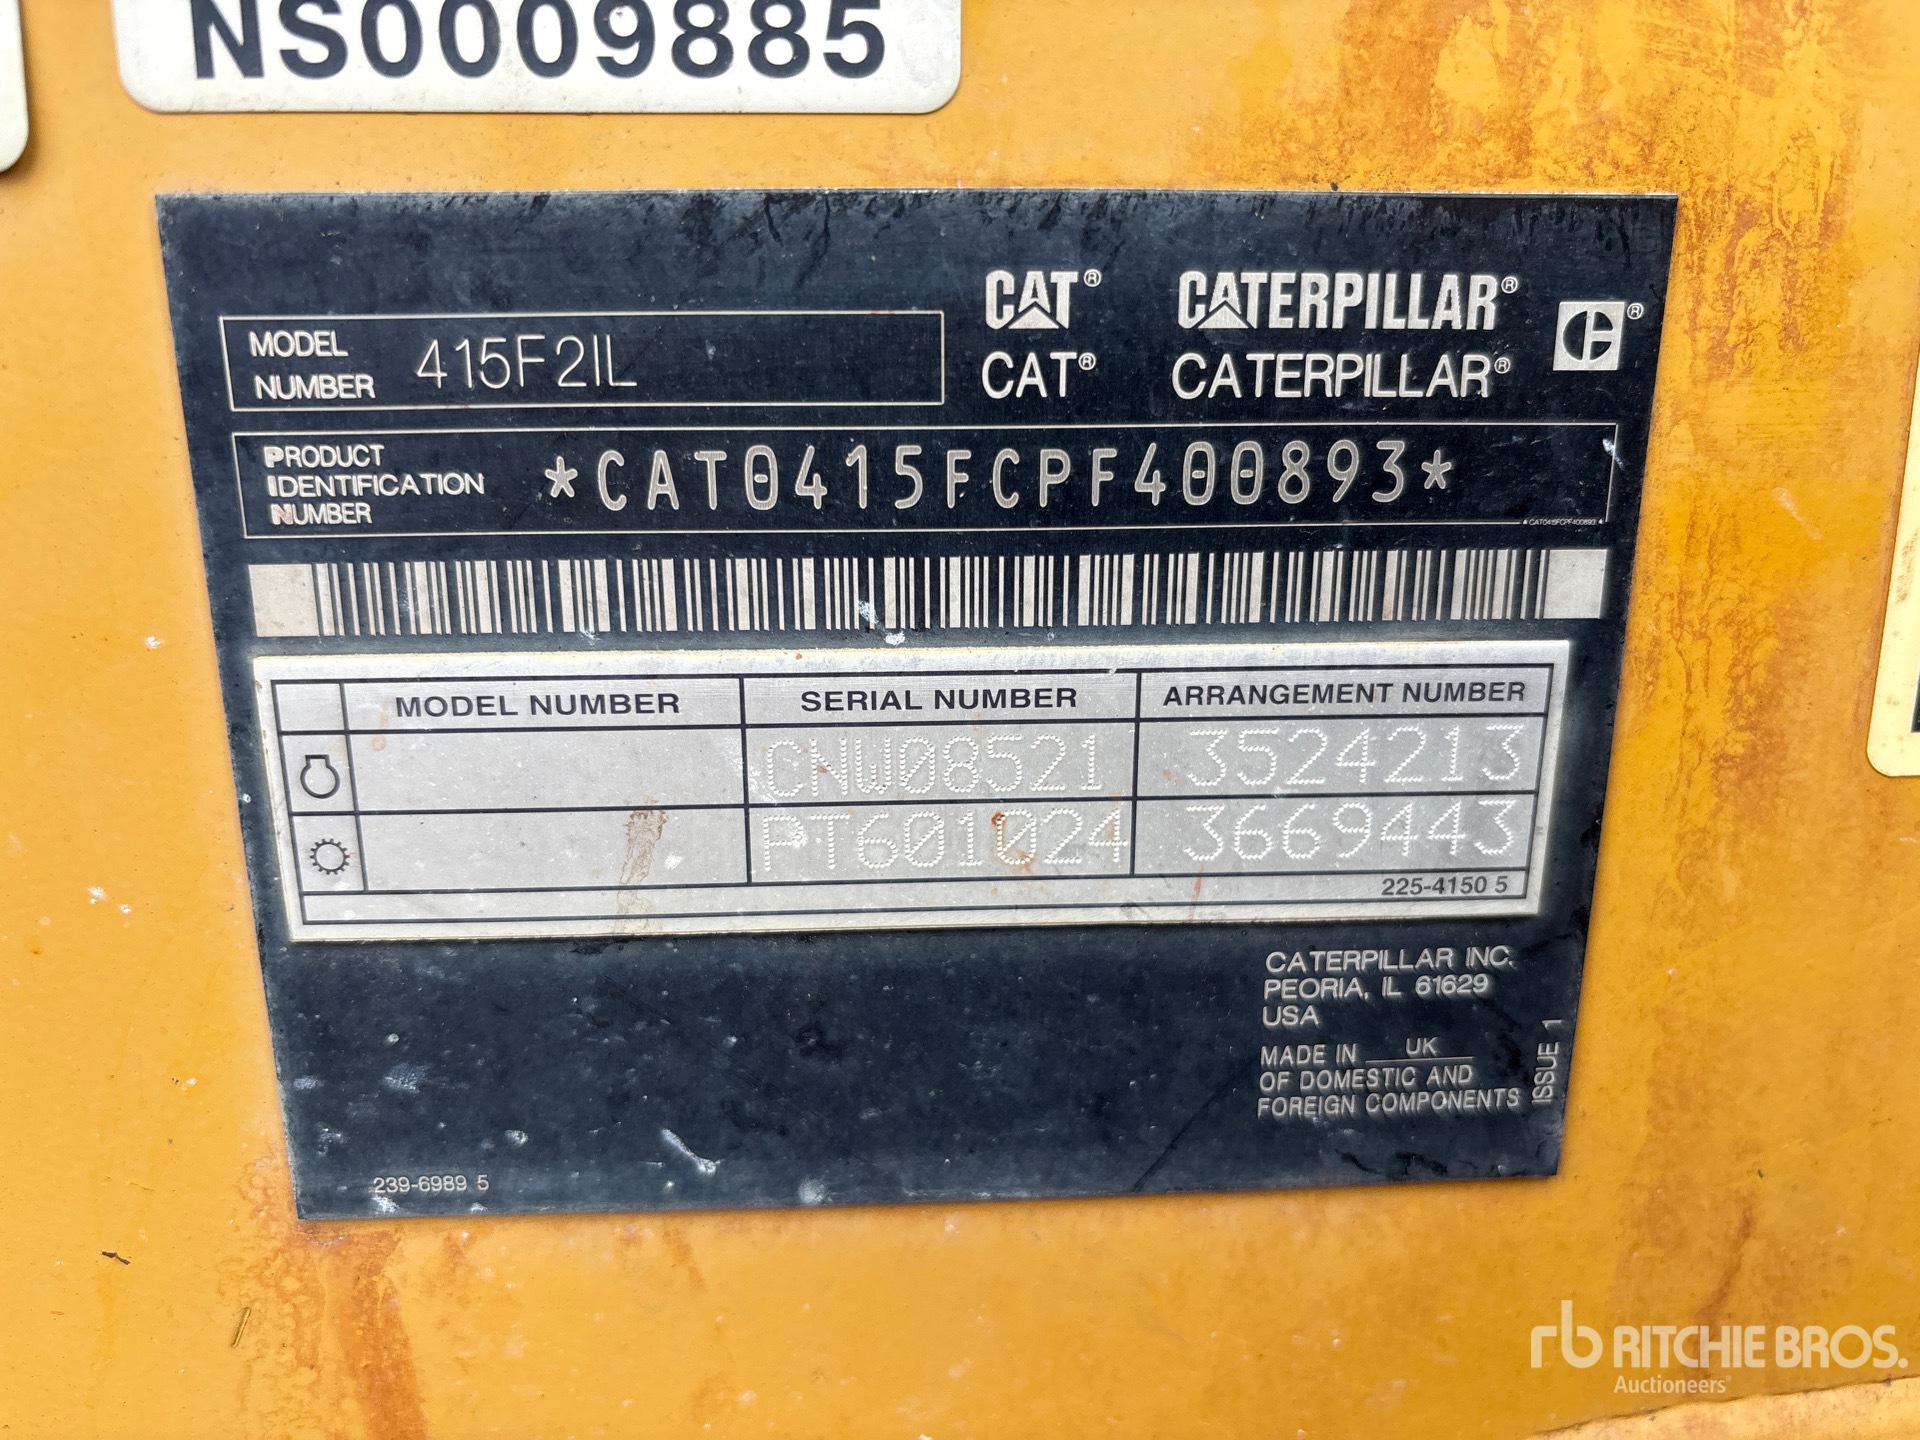 NS0009885
CAT® CATERPILLAR®
CAT® CATERPILLAR®
MODEL NUMBER 415F2IL
PRODUCT IDENTIFICATION NUMBER *CAT0415FCPF400893*
*CAT0415FCPF400893*
MODEL NUMBER SERIAL NUMBER ARRANGEMENT NUMBER
CNW08521 3524213
PT601024 3669443
225-4150 5
CATERPILLAR INC.
PEORIA, IL 61629
USA
MADE IN UK
OF DOMESTIC AND
FOREIGN COMPONENTS
ISSUE 1
239-6989 5
rb RITCHIE BROS.
Auctioneers